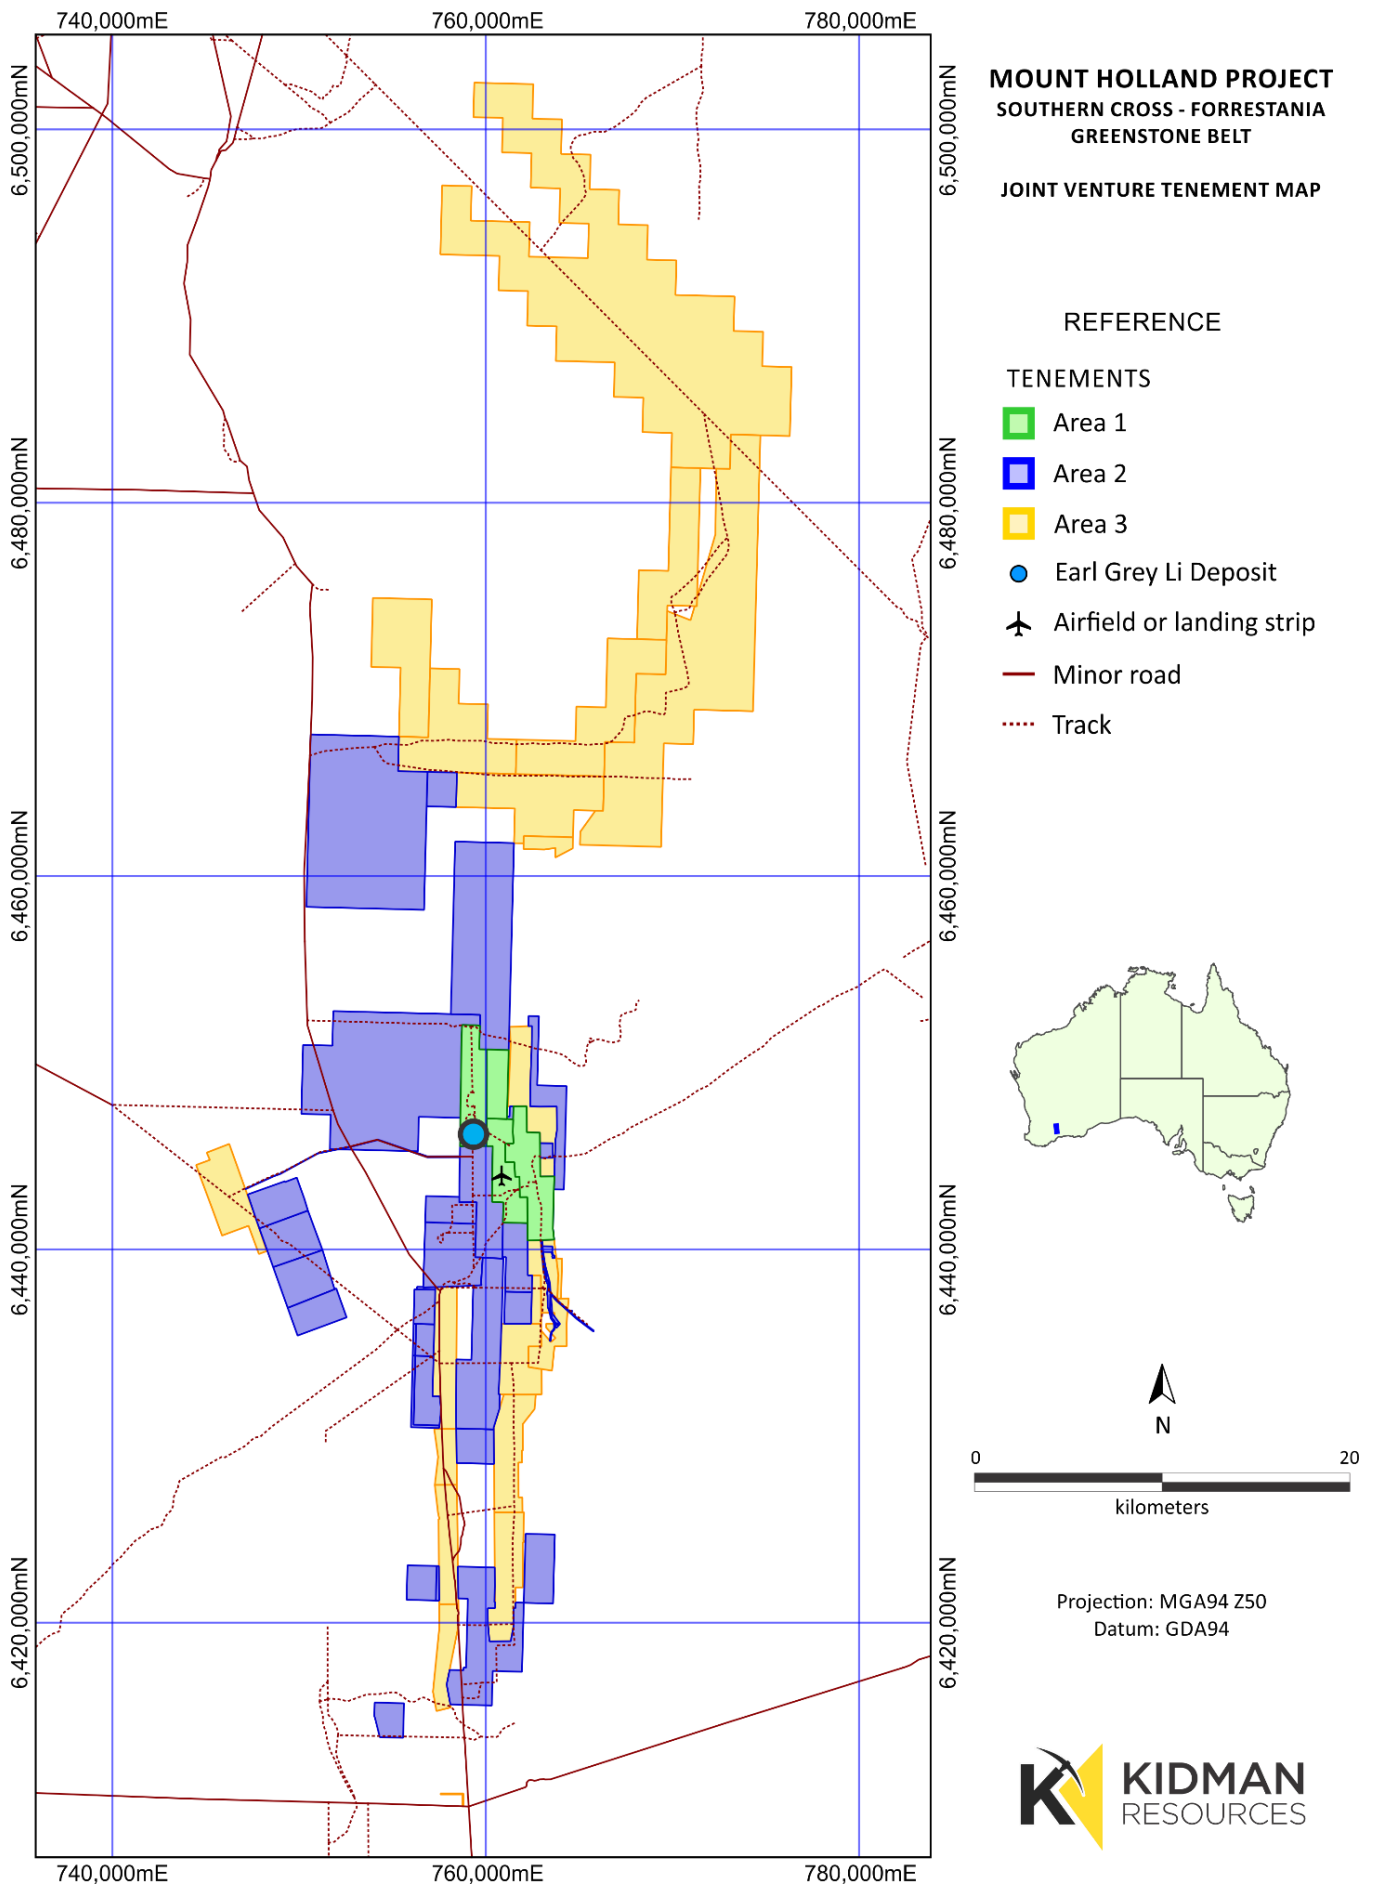 740,000mE
760,000mE
780,000mE
6,500,000mN
6,500,000mN
6,480,000mN
6,480,000mN
6,460,000mN
6,460,000mN
6,440,000mN
6,440,000mN
6,420,000mN
6,420,000mN
740,000mE
760,000mE
780,000mE
MOUNT HOLLAND PROJECT
SOUTHERN CROSS - FORRESTANIA
GREENSTONE BELT
JOINT VENTURE TENEMENT MAP
REFERENCE
TENEMENTS
Area 1
Area 2
Area 3
Earl Grey Li Deposit
Airfield or landing strip
Minor road
Track
N
0
20
kilometers
Projection: MGA94 Z50
Datum: GDA94
K
KIDMAN
RESOURCES